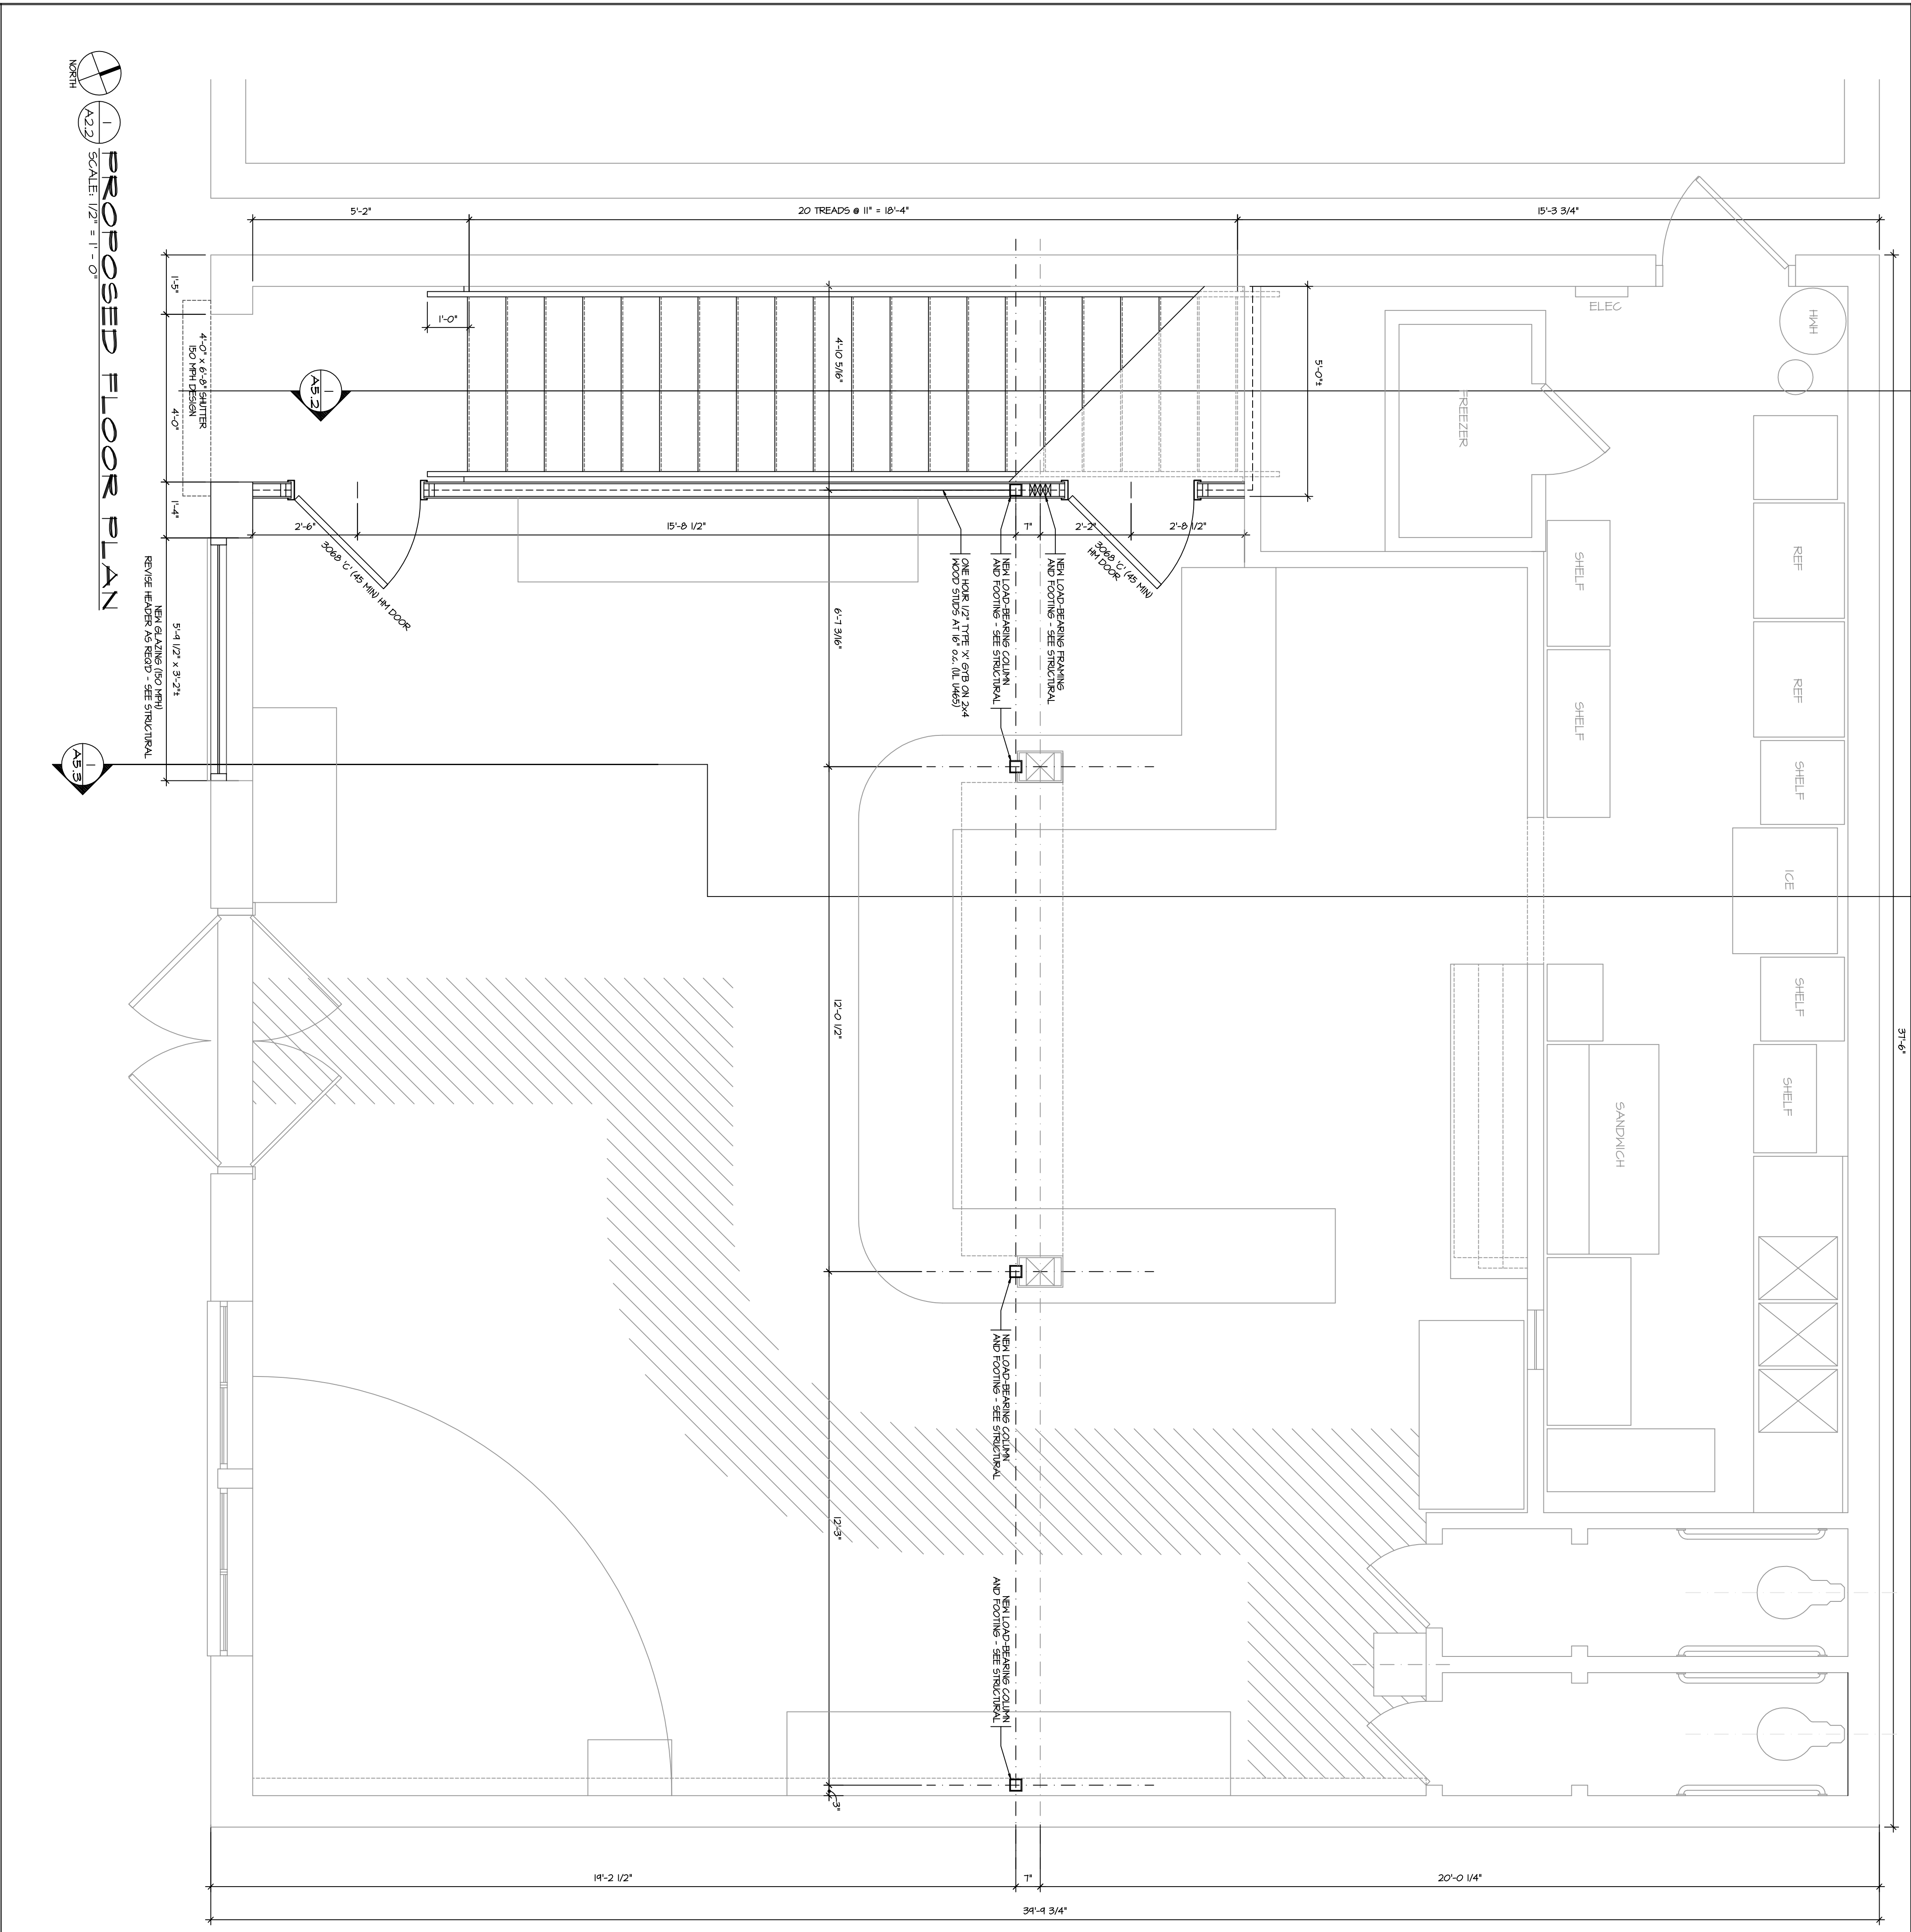 NORTH
1
A2.2
PROPOSED FLOOR PLAN
SCALE: 1/2" = 1' - 0"
5'-2"
20 TREADS @ 11" = 18'-4"
15'-3 3/4"
1'-5"
4'-0"
1'-4"
4'-0" x 6'-8" SHUTTER
150 MPH DESIGN
1'-0"
1
A5.2
4'-10 5/16"
5'-0"±
ELEC
HWH
FREEZER
2'-6"
15'-8 1/2"
7"
2'-2"
2'-8 1/2"
3068 'C' (45 MIN) HM DOOR
3068 'C' (45 MIN)
HM DOOR
NEW LOAD-BEARING FRAMING
AND FOOTING - SEE STRUCTURAL
NEW LOAD-BEARING COLUMN
AND FOOTING - SEE STRUCTURAL
ONE HOUR 1/2" TYPE 'X' GYB ON 2x4
WOOD STUDS AT 16" o.c. (UL U465)
SHELF
REF
SHELF
REF
SHELF
5'-9 1/2" x 3'-2"±
NEW GLAZING (150 MPH)
REVISE HEADER AS REQ'D - SEE STRUCTURAL
6'-7 3/16"
1
A5.3
ICE
SHELF
SHELF
SANDWICH
12'-0 1/2"
37'-6"
NEW LOAD-BEARING COLUMN
AND FOOTING - SEE STRUCTURAL
12'-3"
NEW LOAD-BEARING COLUMN
AND FOOTING - SEE STRUCTURAL
3"
19'-2 1/2"
7"
20'-0 1/4"
39'-9 3/4"